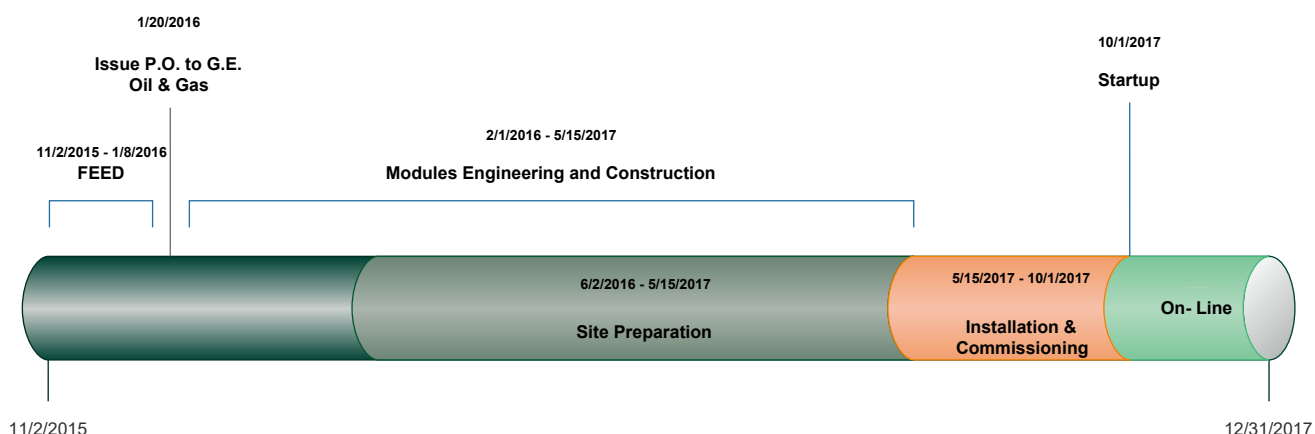 1/20/2016
Issue P.O. to G.E.
Oil & Gas
10/1/2017
Startup
11/2/2015 - 1/8/2016
FEED
2/1/2016 - 5/15/2017
Modules Engineering and Construction
6/2/2016 - 5/15/2017
Site Preparation
5/15/2017 - 10/1/2017
Installation &
Commissioning
On- Line
11/2/2015
12/31/2017